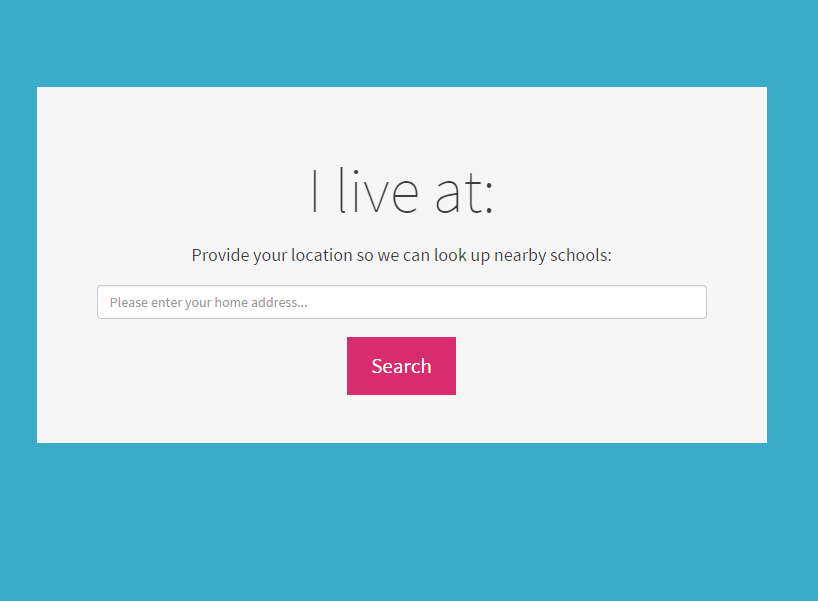 I live at:
Provide your location so we can look up nearby schools:
Please enter your home address...
Search